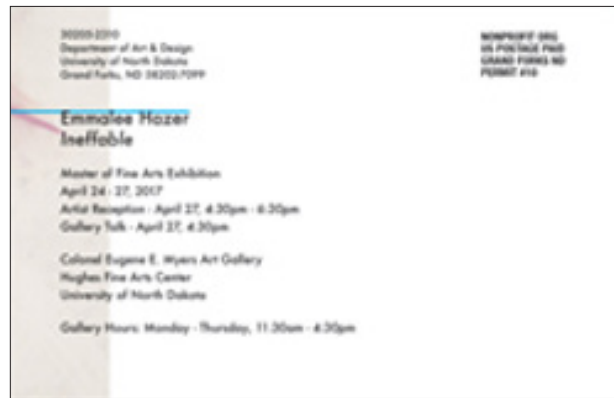 30205-2310
Department of Art & Design
University of North Dakota
Grand Forks, ND 58202-7099
NONPROFIT ORG
US POSTAGE PAID
GRAND FORKS ND
PERMIT #10
Emmalee Hazer
Ineffable
Master of Fine Arts Exhibition
April 24 - 27, 2017
Artist Reception - April 27, 4:30pm - 6:30pm
Gallery Talk - April 27, 4:30pm
Colonel Eugene E. Myers Art Gallery
Hughes Fine Arts Center
University of North Dakota
Gallery Hours: Monday - Thursday, 11:30am - 4:30pm